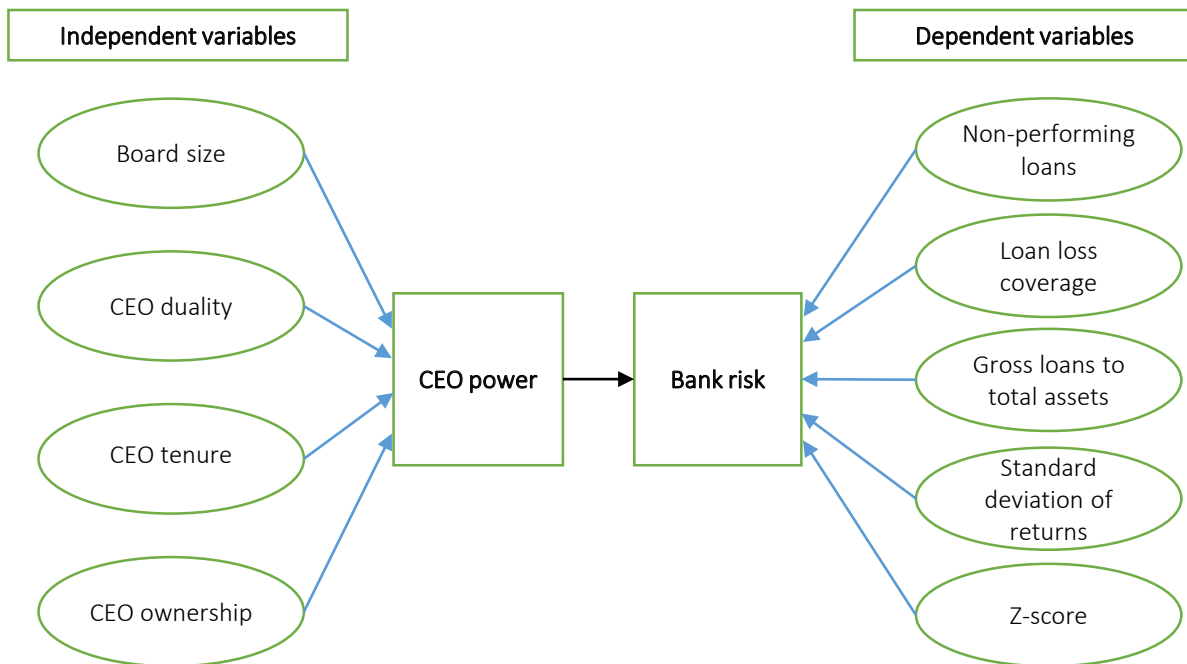 Independent variables
Dependent variables
Board size
CEO duality
CEO tenure
CEO ownership
CEO power
Bank risk
Non-performing
loans
Loan loss
coverage
Gross loans to
total assets
Standard
deviation of
returns
Z-score